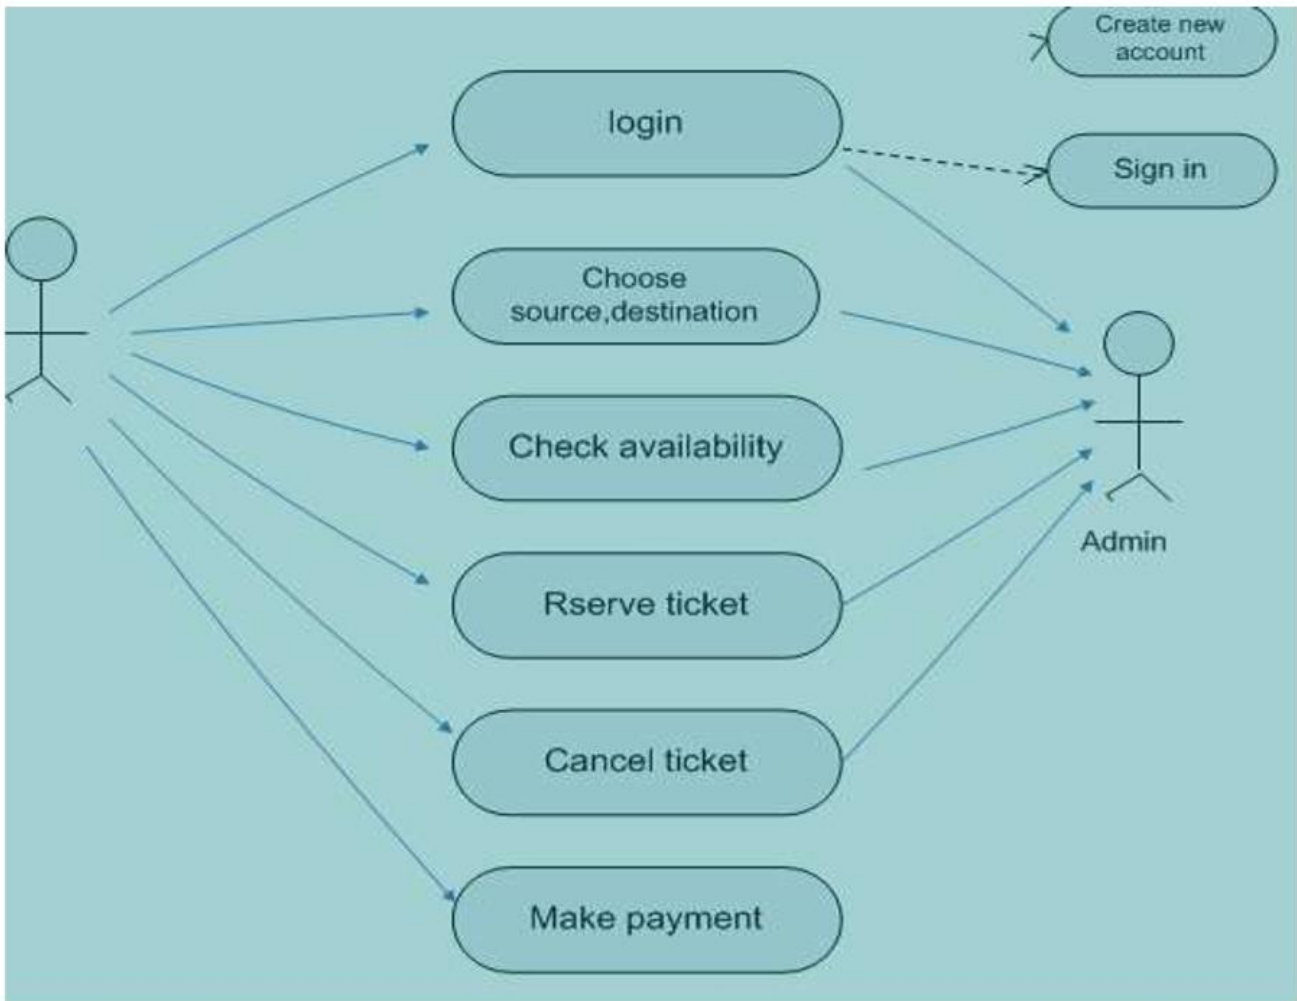 Create new
account
login
Sign in
Choose
source,destination
Check availability
Admin
Rserve ticket
Cancel ticket
Make payment